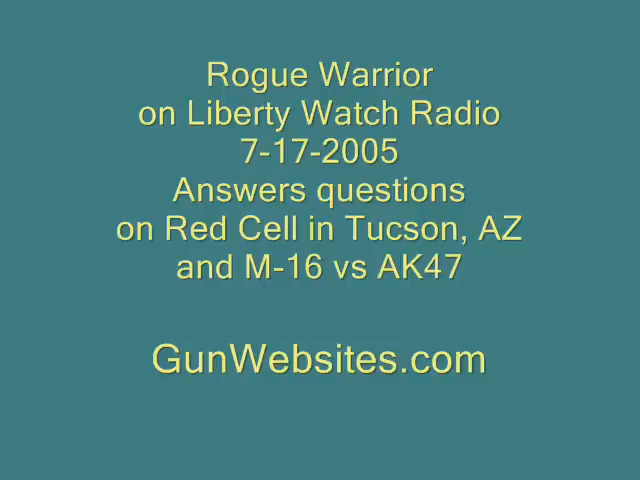 Rogue Warrior
on Liberty Watch Radio
7-17-2005
Answers questions
on Red Cell in Tucson, AZ
and M-16 vs AK47
GunWebsites.com